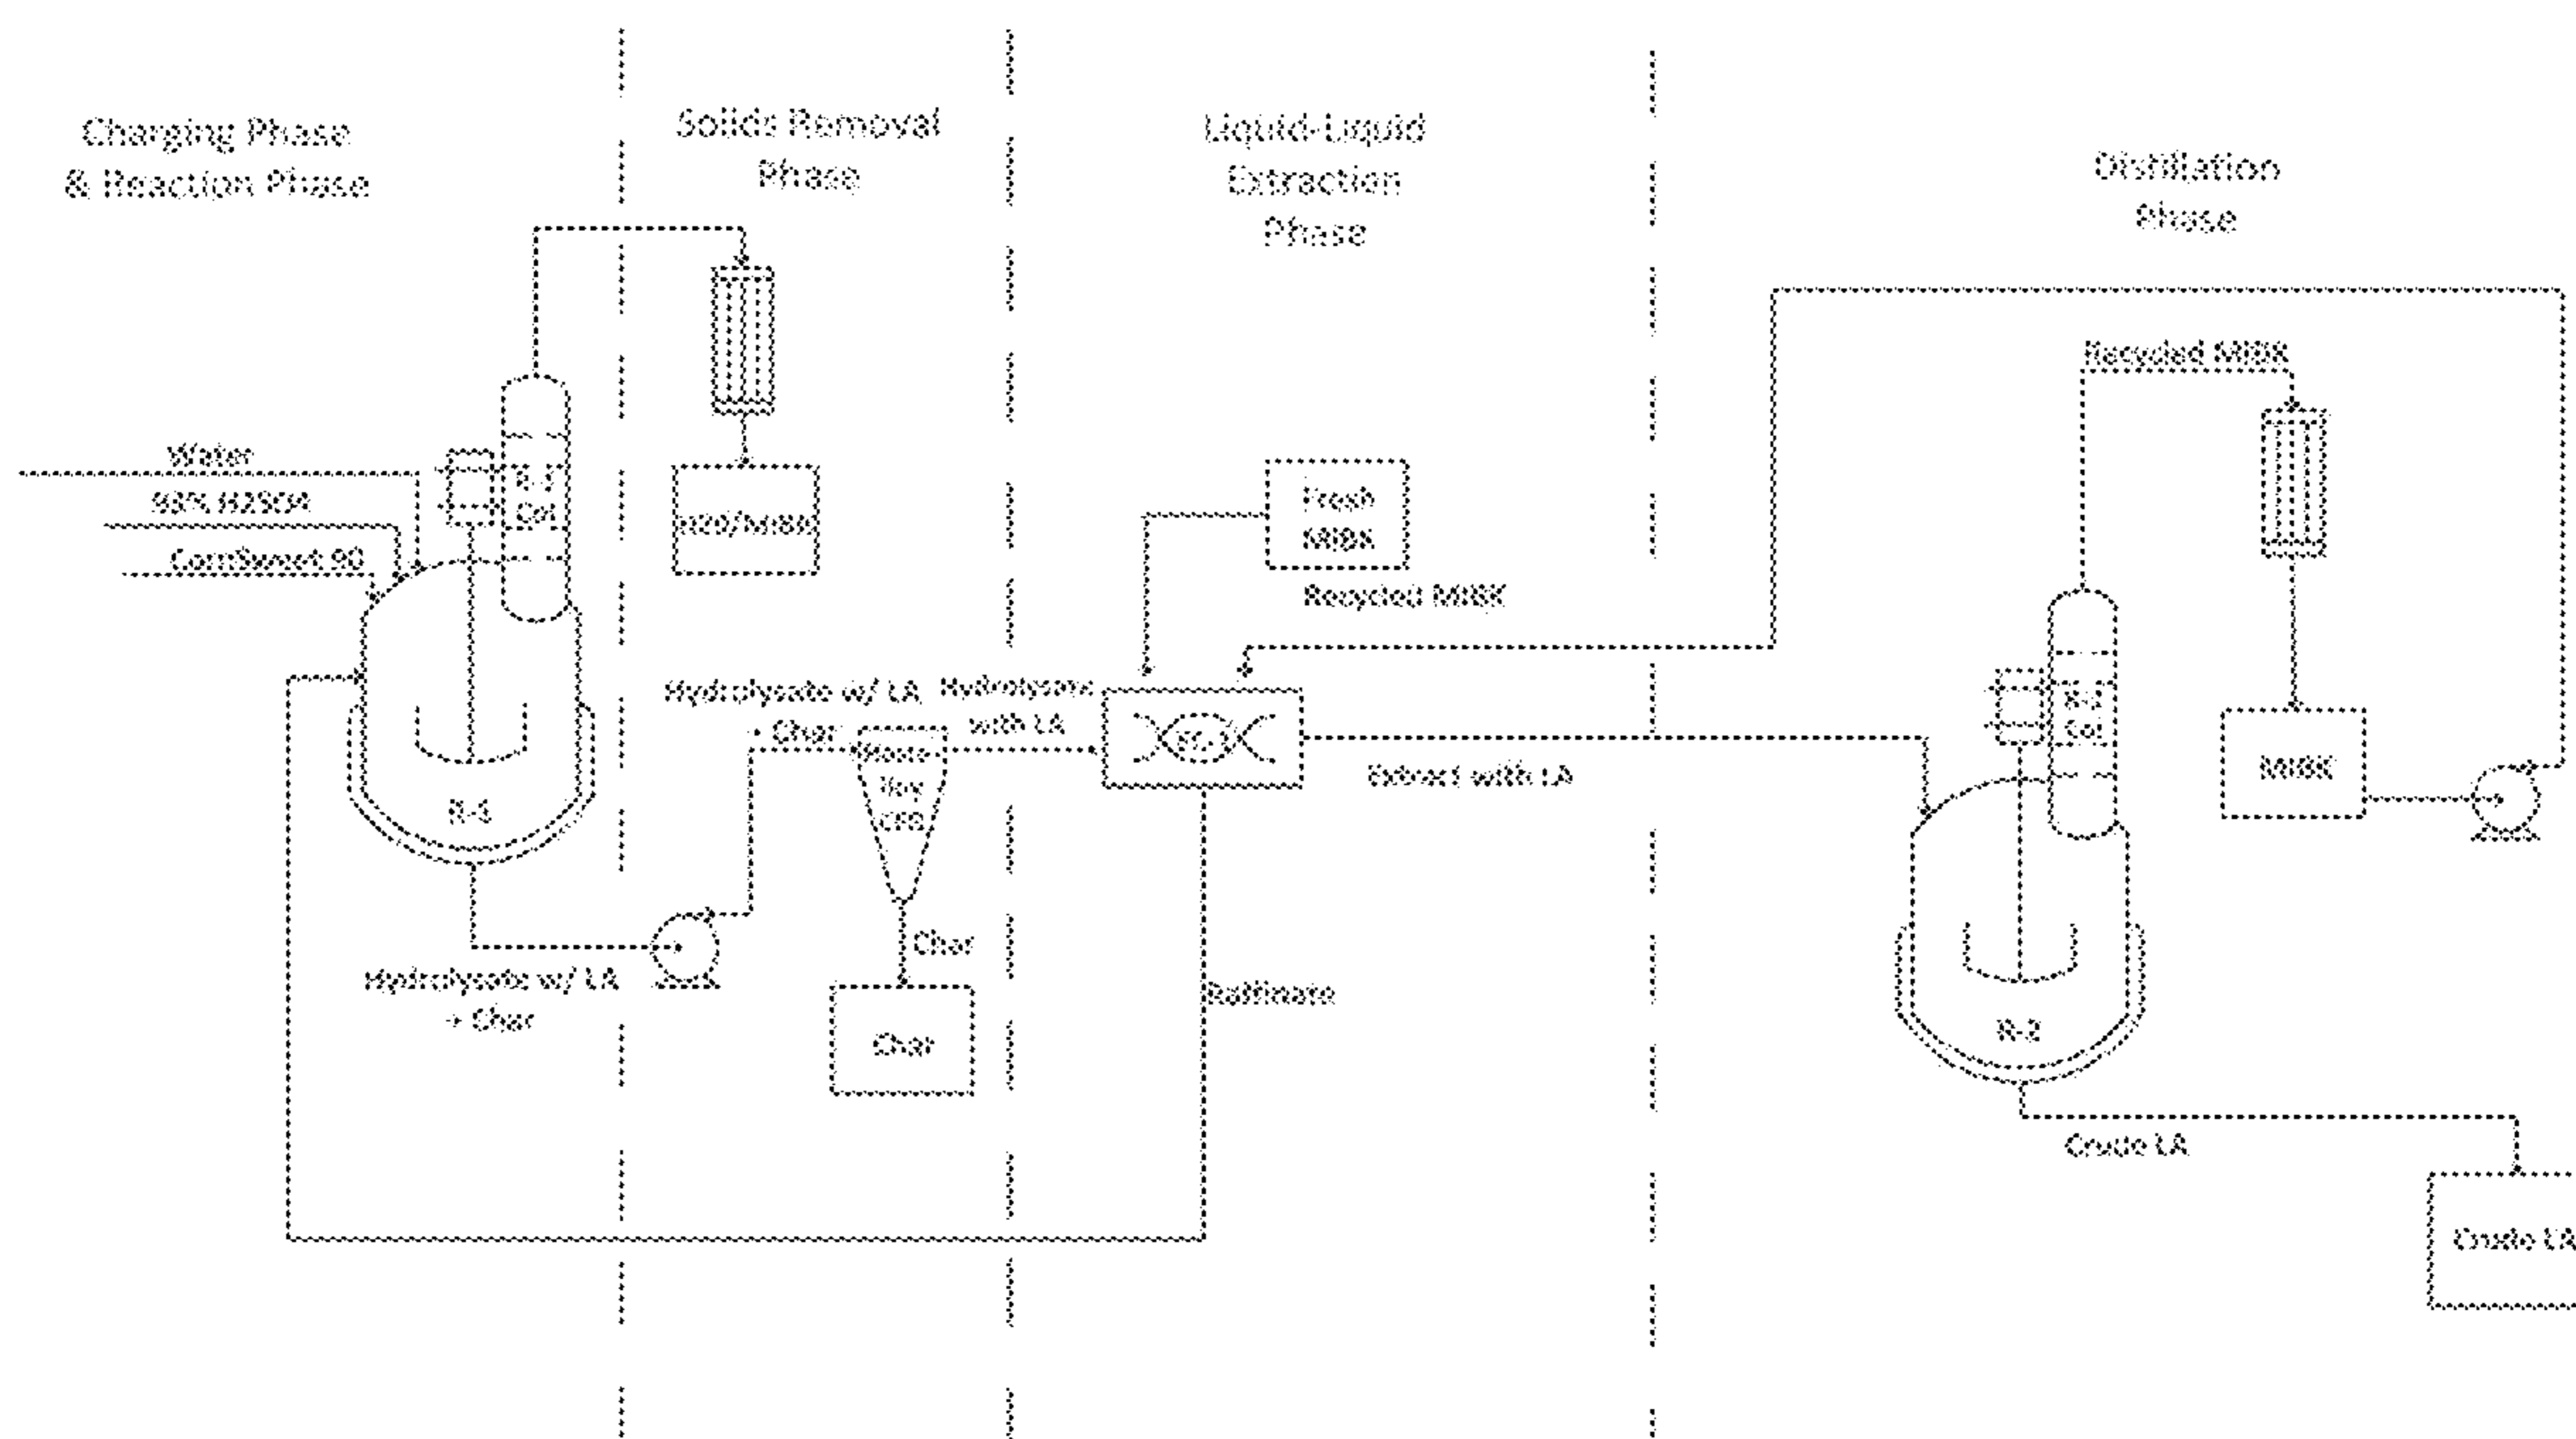 Charging Phase
& Reaction Phase
Solids Removal
Phase
Liquid-Liquid
Extraction
Phase
Distillation
Phase
Recycled MIBK
Water
93% H2SO4
CornSweet 90
R-1
Col
H20/MIBK
Fresh
MIBK
Recycled MIBK
Hydrolysate w/ LA
+ Char
Hydrolysate
with LA
R-2
Col
MIBK
Extract with LA
R-1
Char
Hydrolysate w/ LA
+ Char
Char
Raffinate
R-2
Crude LA
Crude LA